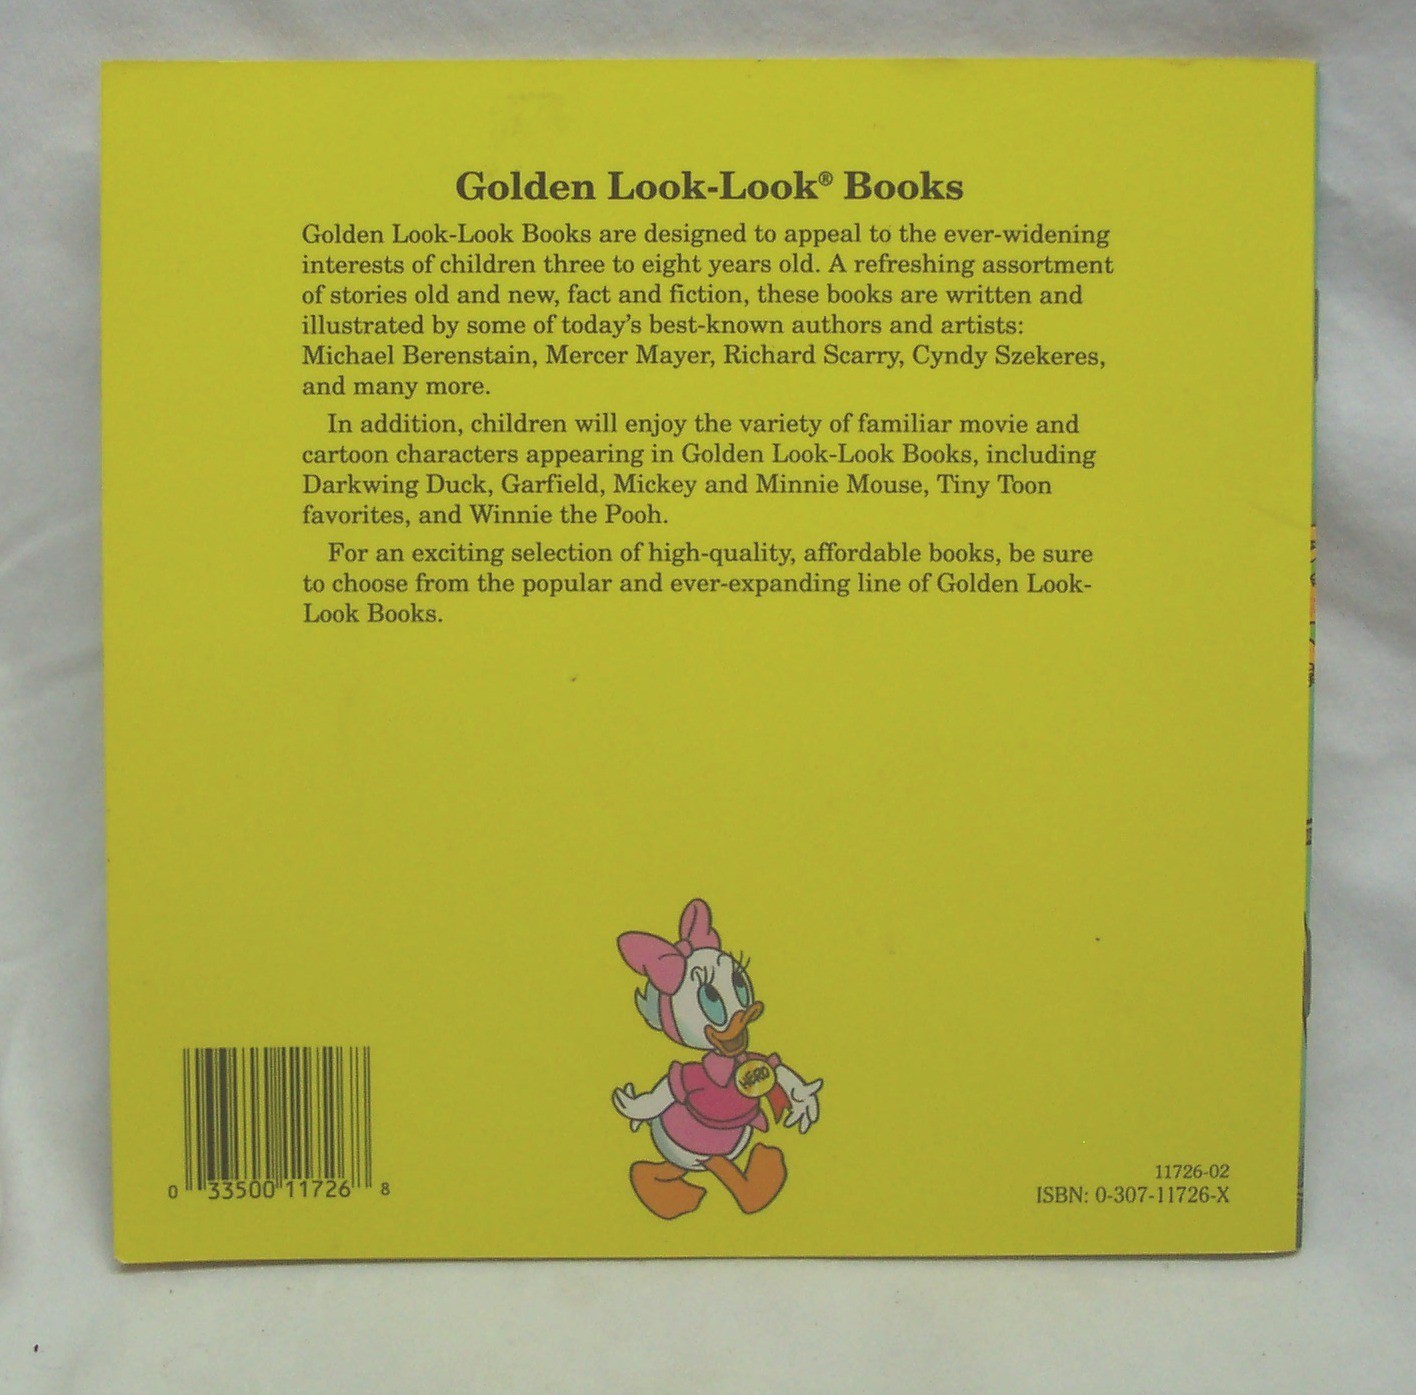 Golden Look-Look® Books
Golden Look-Look Books are designed to appeal to the ever-widening
interests of children three to eight years old. A refreshing assortment
of stories old and new, fact and fiction, these books are written and
illustrated by some of today's best-known authors and artists:
Michael Berenstain, Mercer Mayer, Richard Scarry, Cyndy Szekeres,
and many more.
In addition, children will enjoy the variety of familiar movie and
cartoon characters appearing in Golden Look-Look Books, including
Darkwing Duck, Garfield, Mickey and Minnie Mouse, Tiny Toon
favorites, and Winnie the Pooh.
For an exciting selection of high-quality, affordable books, be sure
to choose from the popular and ever-expanding line of Golden Look-
Look Books.
HERO
0 33500 11726 8
11726-02
ISBN: 0-307-11726-X